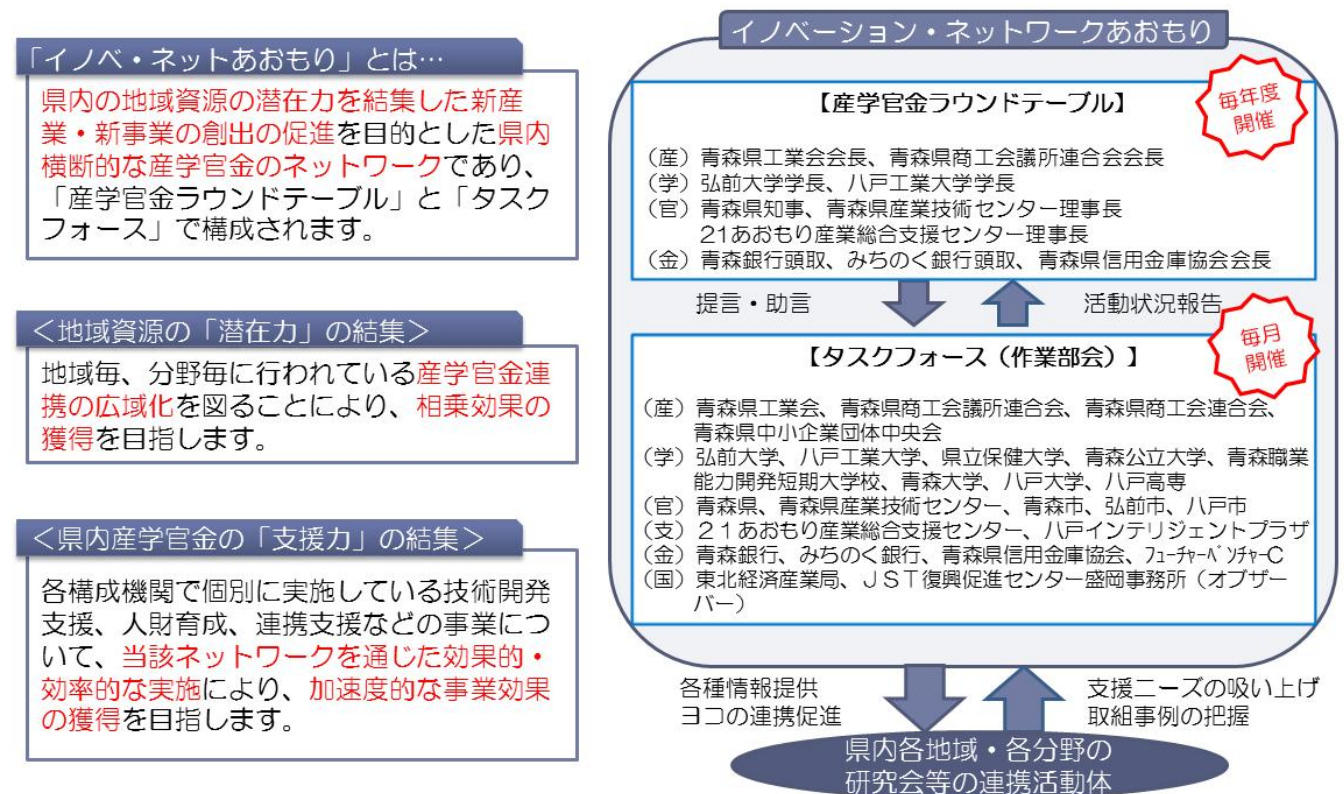 「イノベ・ネットあおもり」とは…
県内の地域資源の潜在力を結集した新産
業・新事業の創出の促進を目的とした県内
横断的な産学官金のネットワークであり、
「産学官金ラウンドテーブル」と「タスク
フォース」で構成されます。
＜地域資源の「潜在力」の結集＞
地域毎、分野毎に行われている産学官金連
携の広域化を図ることにより、相乗効果の
獲得を目指します。
＜県内産学官金の「支援力」の結集＞
各構成機関で個別に実施している技術開発
支援、人財育成、連携支援などの事業につ
いて、当該ネットワークを通じた効果的・
効率的な実施により、加速度的な事業効果
の獲得を目指します。
イノベーション・ネットワークあおもり
【産学官金ラウンドテーブル】
毎年度
開催
（産）青森県工業会会長、青森県商工会議所連合会会長
（学）弘前大学学長、八戸工業大学学長
（官）青森県知事、青森県産業技術センター理事長
21あおもり産業総合支援センター理事長
（金）青森銀行頭取、みちのく銀行頭取、青森県信用金庫協会会長
提言・助言
活動状況報告
【タスクフォース（作業部会）】
毎月
開催
（産）青森県工業会、青森県商工会議所連合会、青森県商工会連合会、
青森県中小企業団体中央会
（学）弘前大学、八戸工業大学、県立保健大学、青森公立大学、青森職業
能力開発短期大学校、青森大学、八戸大学、八戸高専
（官）青森県、青森県産業技術センター、青森市、弘前市、八戸市
（支）２１あおもり産業総合支援センター、八戸インテリジェントプラザ
（金）青森銀行、みちのく銀行、青森県信用金庫協会、ﾌｭｰﾁｬｰﾍﾞﾝﾁｬｰC
（国）東北経済産業局、ＪＳＴ復興促進センター盛岡事務所（オブザー
バー）
各種情報提供
ヨコの連携促進
支援ニーズの吸い上げ
取組事例の把握
県内各地域・各分野の
研究会等の連携活動体